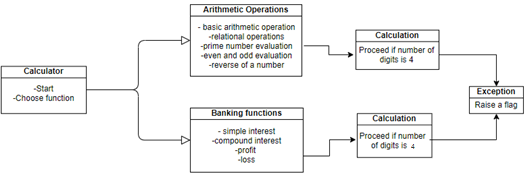 Arithmetic Operations
- basic arithmetic operation
-relational operations
-prime number evaluation
-even and odd evaluation
-reverse of a number
Calculation
Proceed if number of
digits is 4
Calculator
-Start
-Choose function
Exception
Raise a flag
Banking functions
- simple interest
-compound interest
-profit
-loss
Calculation
Proceed if number
of digits is 4